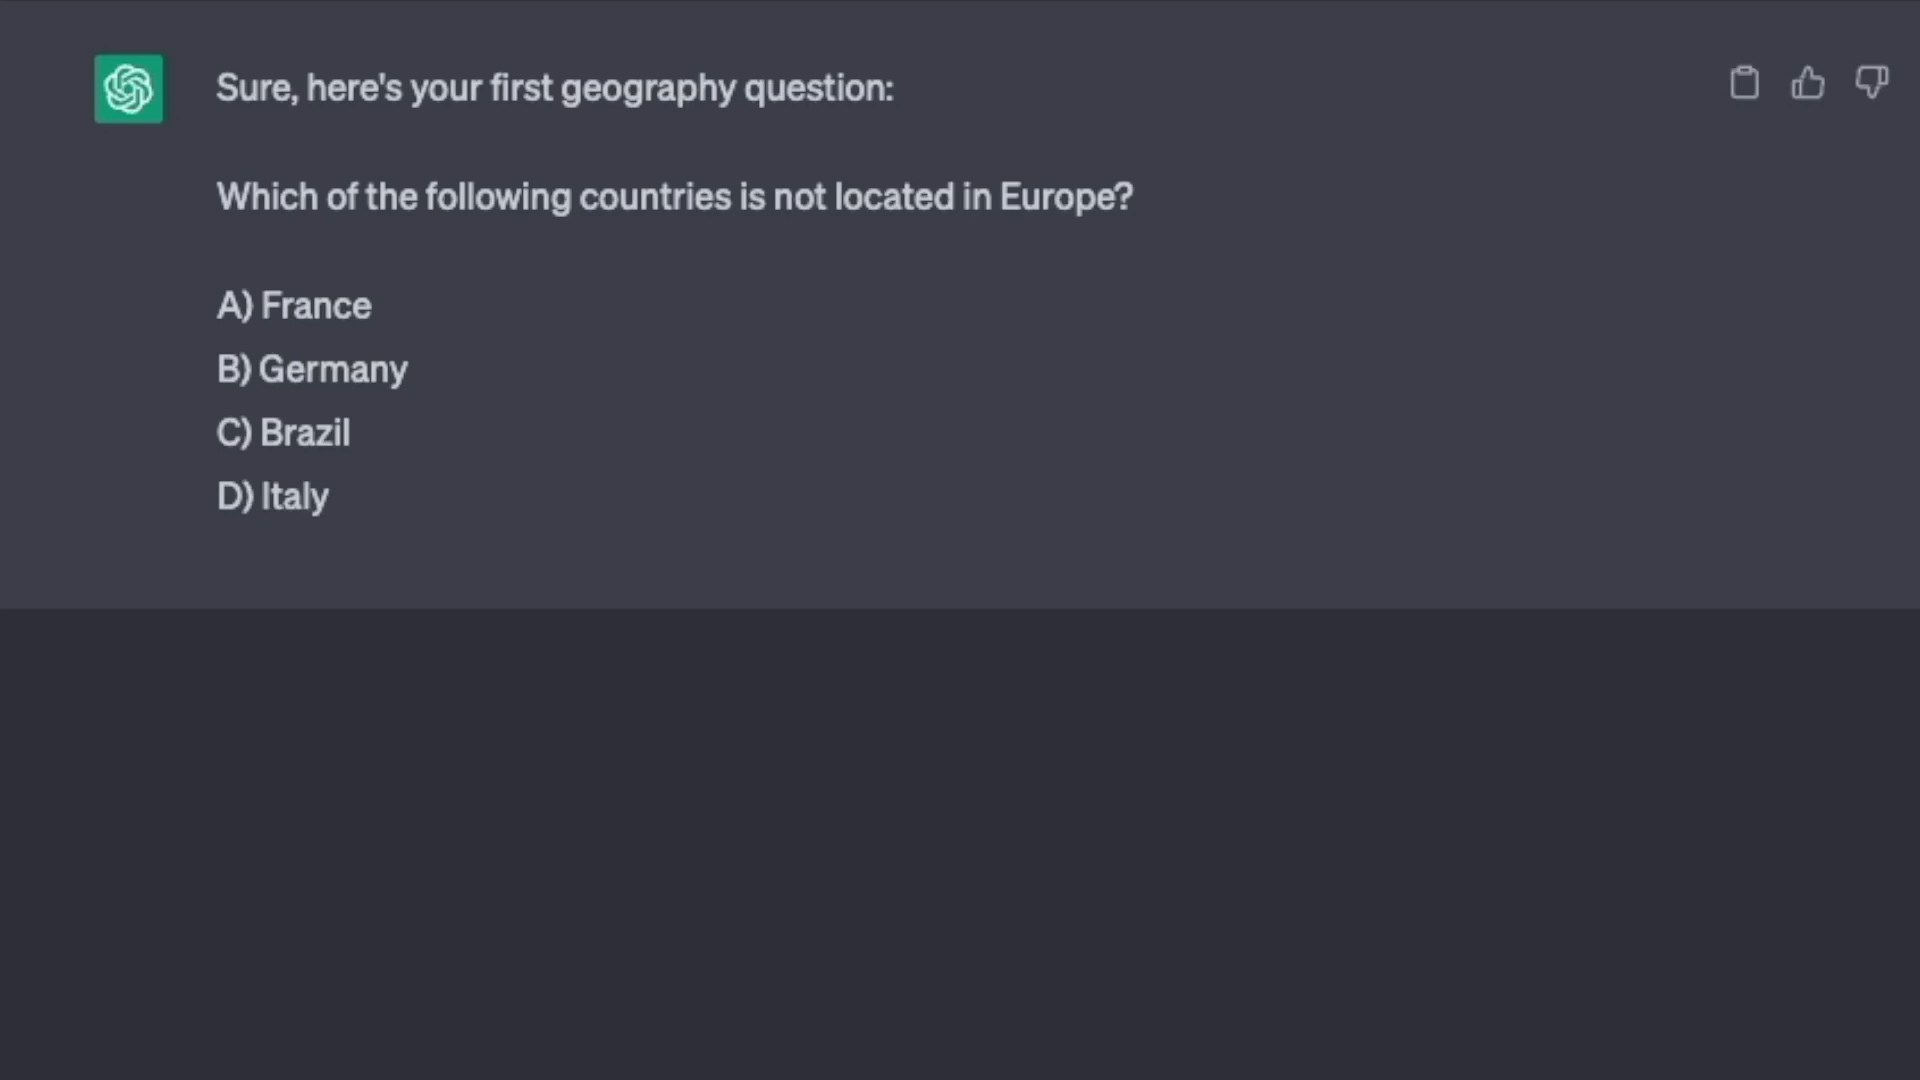 Sure, here's your first geography question:
Which of the following countries is not located in Europe?
A) France
B) Germany
C) Brazil
D) Italy